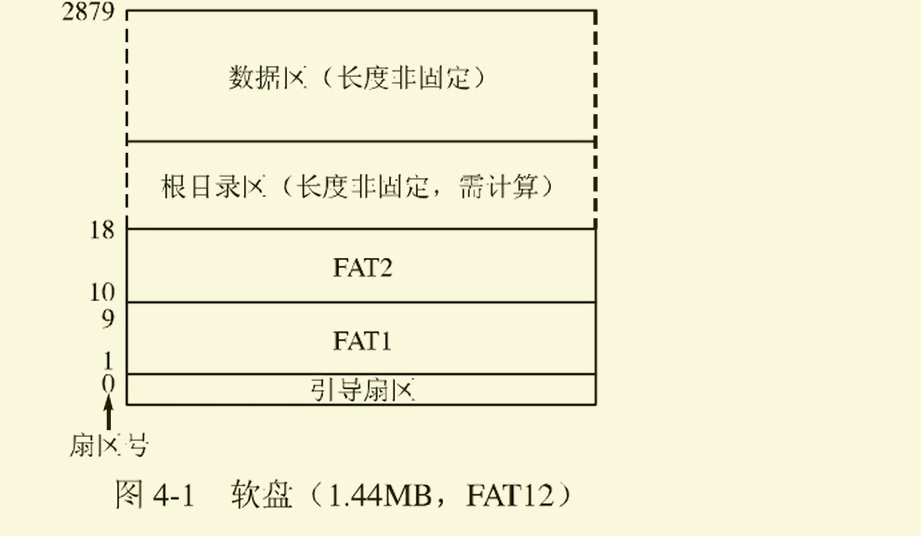 2879
数据区（长度非固定）
根目录区（长度非固定，需计算）
18
FAT2
10
9
FAT1
1
0
引导扇区
扇区号
图 4-1 软盘（1.44MB，FAT12）